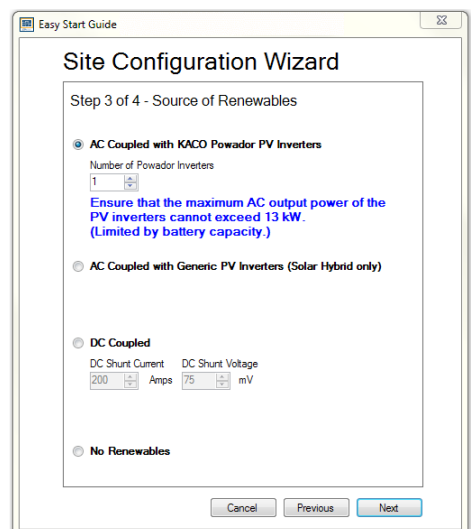 Easy Start Guide
Site Configuration Wizard
Step 3 of 4 - Source of Renewables
AC Coupled with KACO Powador PV Inverters
Number of Powador Inverters
1
Ensure that the maximum AC output power of the
PV inverters cannot exceed 13 kW.
(Limited by battery capacity.)
AC Coupled with Generic PV Inverters (Solar Hybrid only)
DC Coupled
DC Shunt Current DC Shunt Voltage
200 Amps 75 mV
No Renewables
Cancel Previous Next